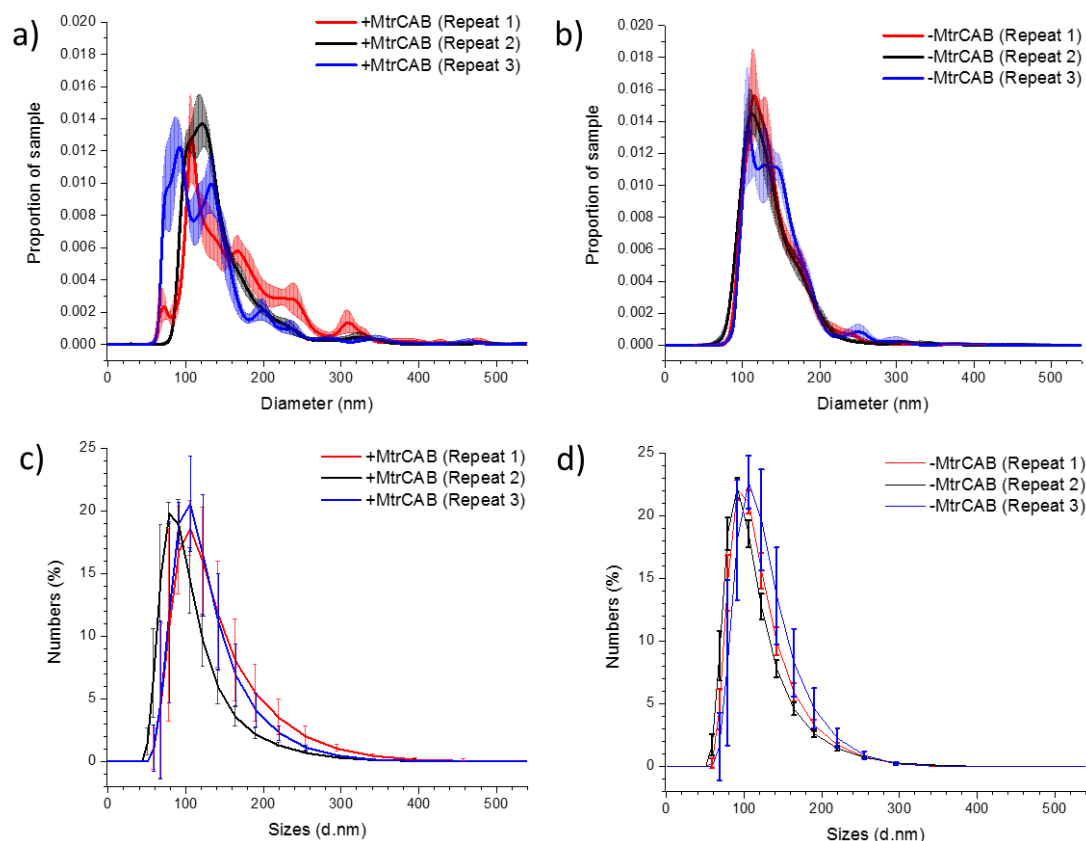 a)
+MtrCAB (Repeat 1)
+MtrCAB (Repeat 2)
+MtrCAB (Repeat 3)
0.020
0.018
0.016
0.014
0.012
0.010
0.008
0.006
0.004
0.002
0.000
Proportion of sample
0 100 200 300 400 500
Diameter (nm)
b)
-MtrCAB (Repeat 1)
-MtrCAB (Repeat 2)
-MtrCAB (Repeat 3)
0.020
0.018
0.016
0.014
0.012
0.010
0.008
0.006
0.004
0.002
0.000
Proportion of sample
0 100 200 300 400 500
Diameter (nm)
c)
+MtrCAB (Repeat 1)
+MtrCAB (Repeat 2)
+MtrCAB (Repeat 3)
25
20
15
10
5
0
Numbers (%)
0 100 200 300 400 500
Sizes (d.nm)
d)
-MtrCAB (Repeat 1)
-MtrCAB (Repeat 2)
-MtrCAB (Repeat 3)
25
20
15
10
5
0
Numbers (%)
0 100 200 300 400 500
Sizes (d.nm)